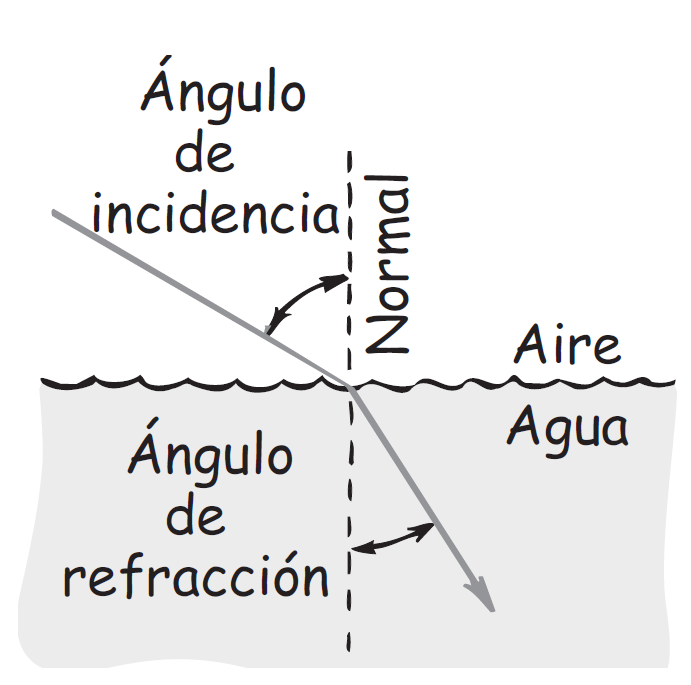 Ángulo
de
incidencia
Normal
Aire
Agua
Ángulo
de
refracción